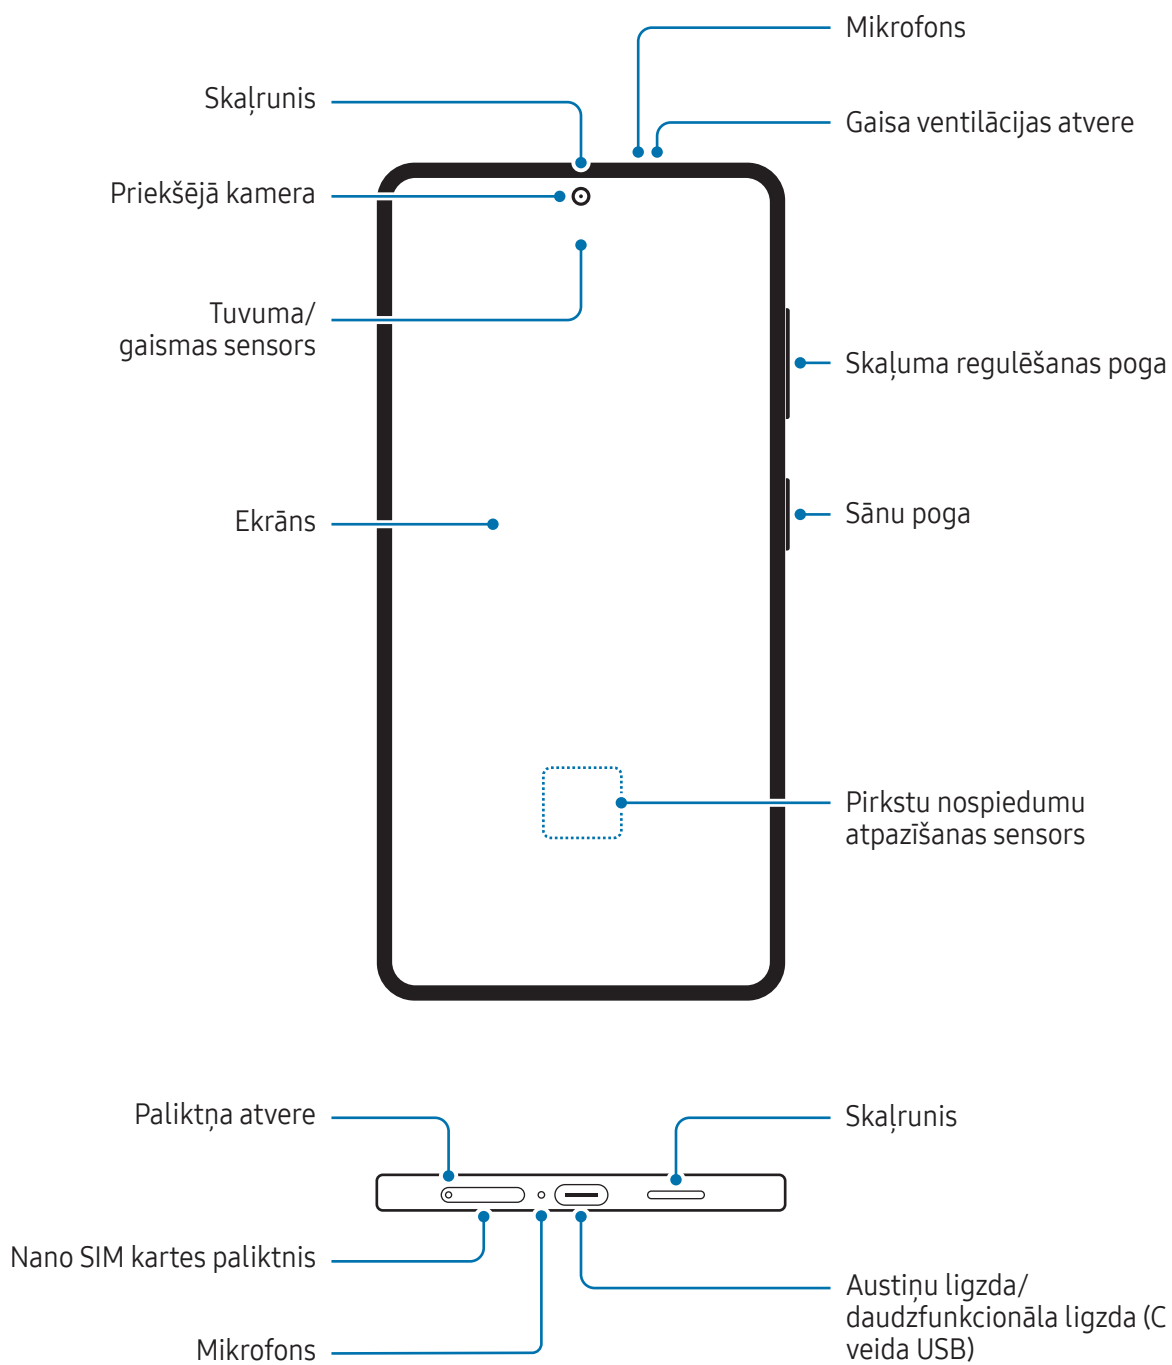 Mikrofons
Skaļrunis
Gaisa ventilācijas atvere
Priekšējā kamera
Tuvuma/
gaismas sensors
Skaļuma regulēšanas poga
Ekrāns
Sānu poga
Pirkstu nospiedumu
atpazīšanas sensors
Paliktņa atvere
Skaļrunis
Nano SIM kartes paliktnis
Austiņu ligzda/
daudzfunkcionāla ligzda (C
veida USB)
Mikrofons